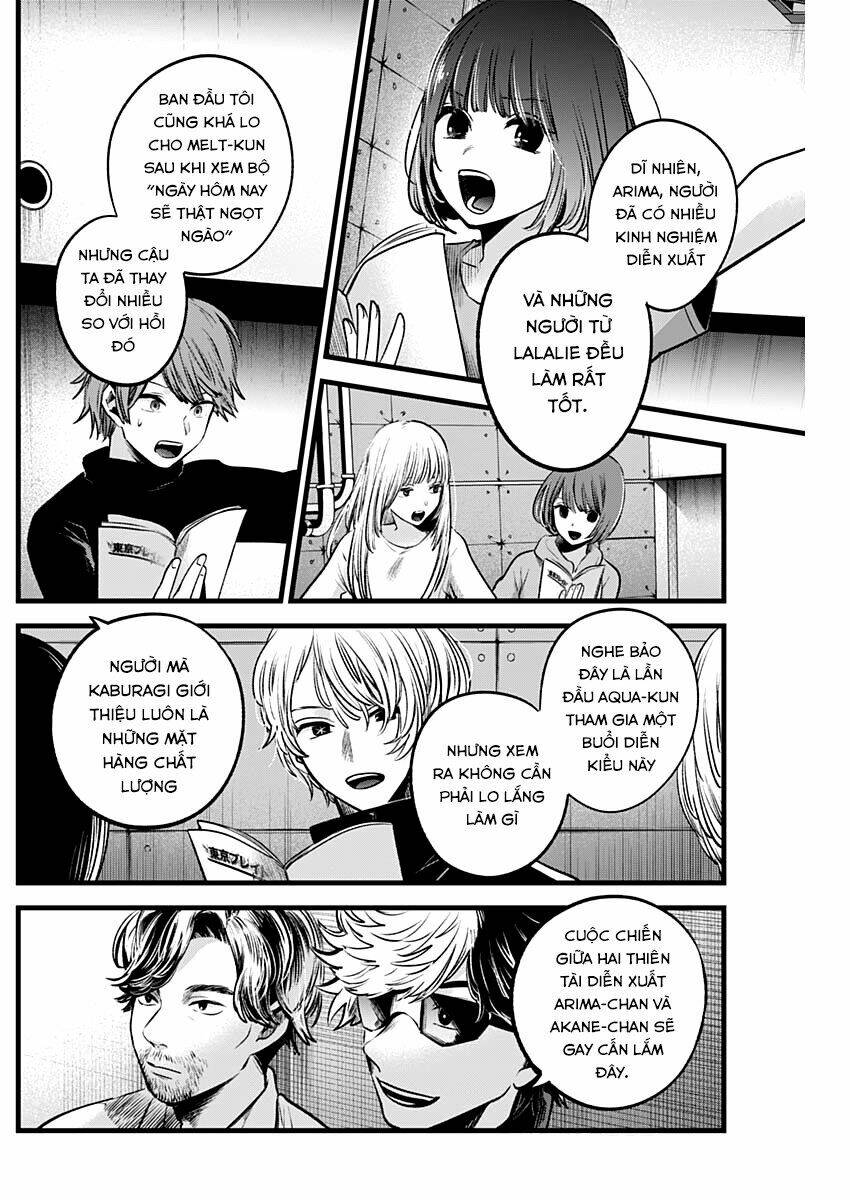 DĨ NHIÊN,
ARIMA, NGƯỜI
ĐÃ CÓ NHIỀU
KINH NGHIỆM
DIỄN XUẤT
VÀ NHỮNG
NGƯỜI TỪ
LALALIE ĐỀU
LÀM RẤT
TỐT.
BAN ĐẦU TÔI
CŨNG KHÁ LO
CHO MELT-KUN
SAU KHI XEM BỘ
"NGÀY HÔM NAY
SẼ THẬT NGỌT
NGÀO"
NHƯNG CẬU
TA ĐÃ THAY
ĐỔI NHIỀU
SO VỚI HỒI
ĐÓ
東京ブレイ
NGHE BẢO
ĐÂY LÀ LẦN
ĐẦU AQUA-KUN
THAM GIA MỘT
BUỔI DIỄN
KIỂU NÀY
NHƯNG XEM
RA KHÔNG CẦN
PHẢI LO LẮNG
LÀM GÌ
NGƯỜI MÀ
KABURAGI GIỚI
THIỆU LUÔN LÀ
NHỮNG MẶT
HÀNG CHẤT
LƯỢNG
東京ブレイ
CUỘC CHIẾN
GIỮA HAI THIÊN
TÀI DIỄN XUẤT
ARIMA-CHAN VÀ
AKANE-CHAN SẼ
GAY CẤN LẮM
ĐÂY.